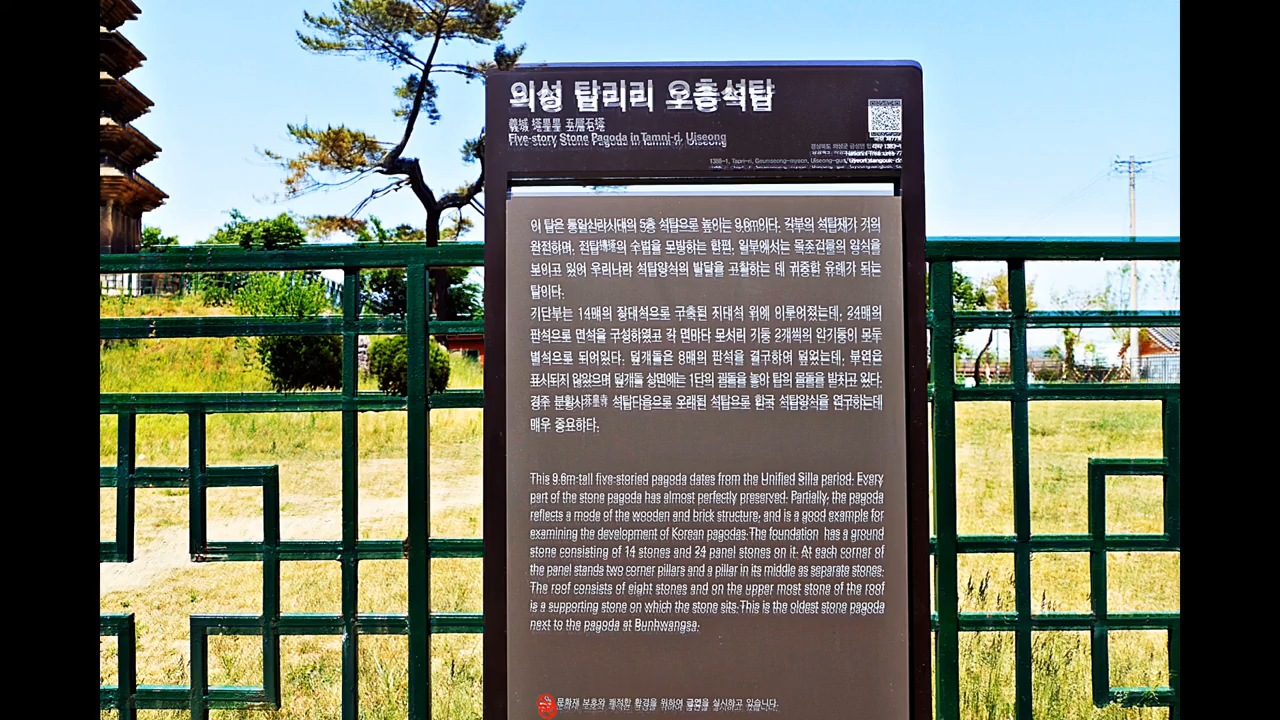 의성 탑리리 오층석탑
義城 塔里里 五層石塔
Five-story Stone Pagoda in Tamni-ri, Uiseong
이 탑은 통일신라시대의 5층 석탑으로 높이는 9.6m이다. 각부의 석탑재가 거의
완전하며, 전탑塼塔의 수법을 모방하는 한편, 일부에서는 목조건물의 양식을
보이고 있어 우리나라 석탑양식의 발달을 고찰하는 데 귀중한 유례가 되는
탑이다.
기단부는 14매의 장대석으로 구축된 지대석 위에 이루어졌는데, 24매의
판석으로 면석을 구성하였고 각 면마다 모서리 기둥 2개씩의 안기둥이 모두
별석으로 되어있다. 덮개돌은 8매의 판석을 결구하여 덮었는데, 부연은
표시되지 않았으며 덮개돌 상면에는 1단의 굄돌을 놓아 탑의 몸돌을 받치고 있다.
경주 분황사芬皇寺 석탑다음으로 오래된 석탑으로 한국 석탑양식을 연구하는데
매우 중요하다.
This 9.6m-tall five-storied pagoda dates from the Unified Silla period. Every
part of the stone pagoda has almost perfectly preserved. Partially, the pagoda
reflects a mode of the wooden and brick structure, and is a good example for
examining the development of Korean pagodas.The foundation has a ground
stone consisting of 14 stones and 24 panel stones on it. At each corner of
the panel stands two corner pillars and a pillar in its middle as separate stones.
The roof consists of eight stones and on the upper most stone of the roof
is a supporting stone on which the stone sits.This is the oldest stone pagoda
next to the pagoda at Bunhwangsa.
문화재 보호와 쾌적한 환경을 위하여 금연을 실시하고 있습니다.